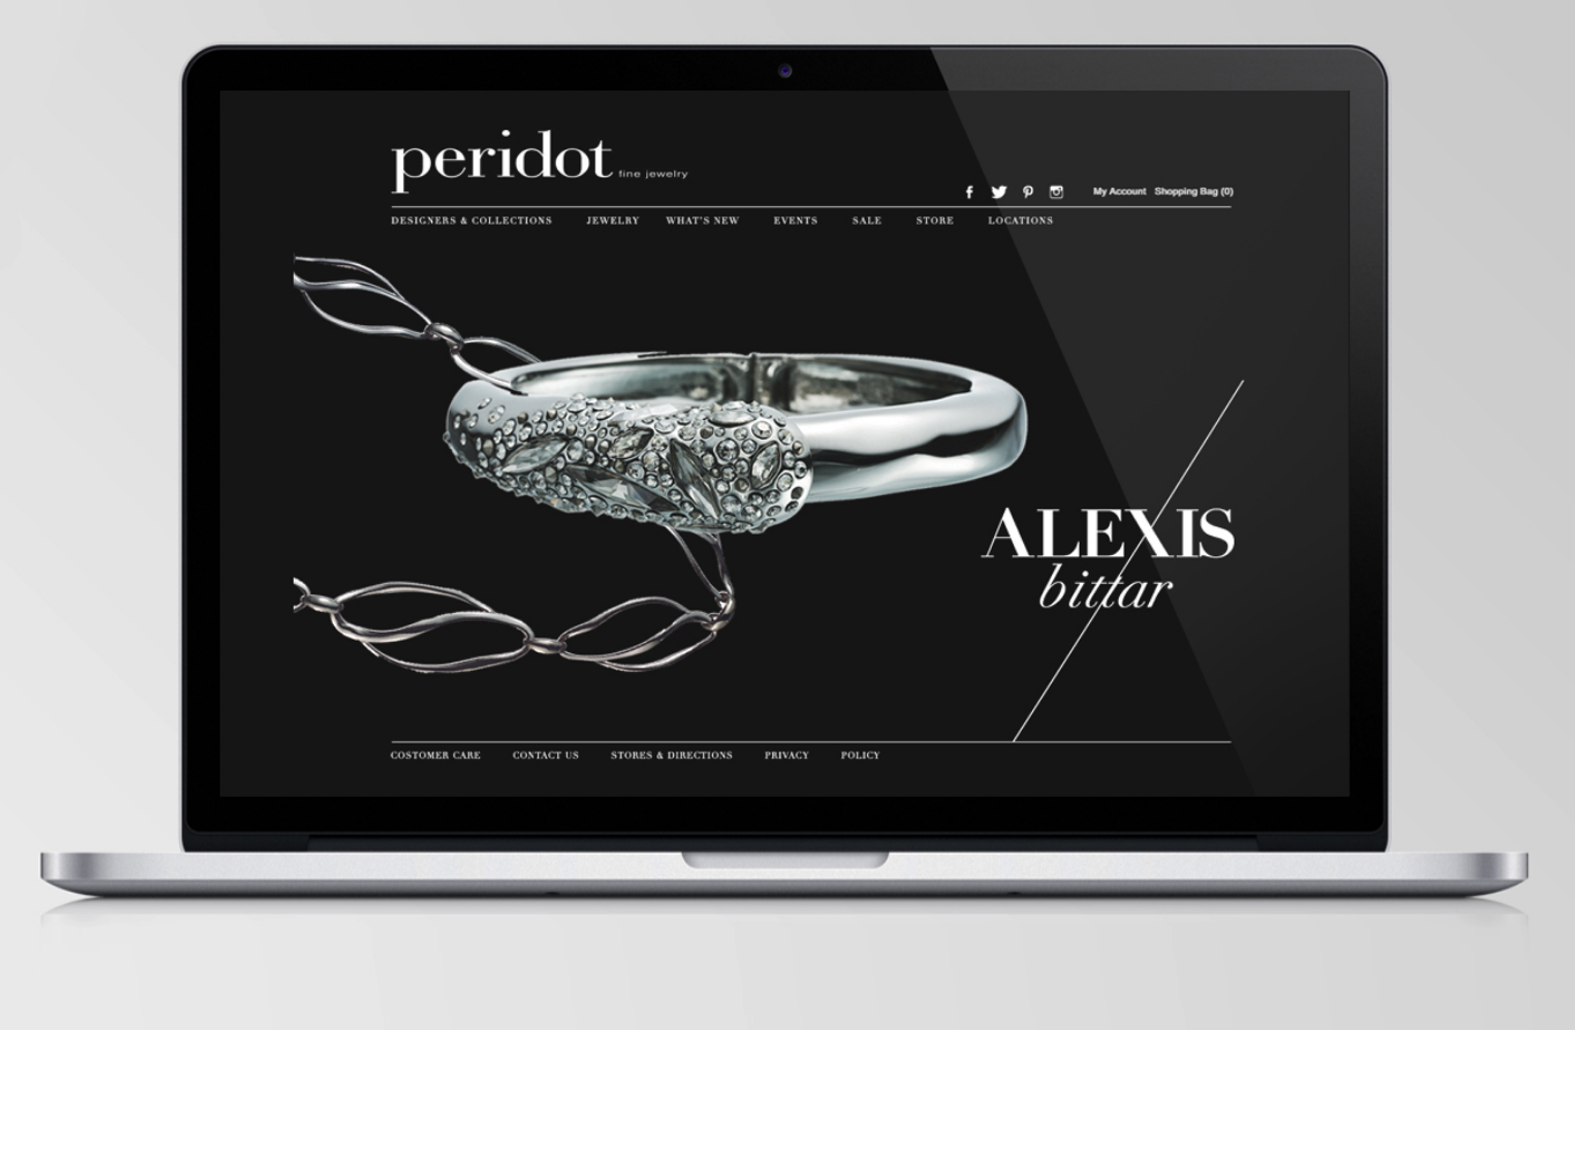 peridot fine jewelry
My Account Shopping Bag (0)
DESIGNERS & COLLECTIONS JEWELRY WHAT'S NEW EVENTS SALE STORE LOCATIONS
ALEXIS
bittar
COSTOMER CARE CONTACT US STORES & DIRECTIONS PRIVACY POLICY